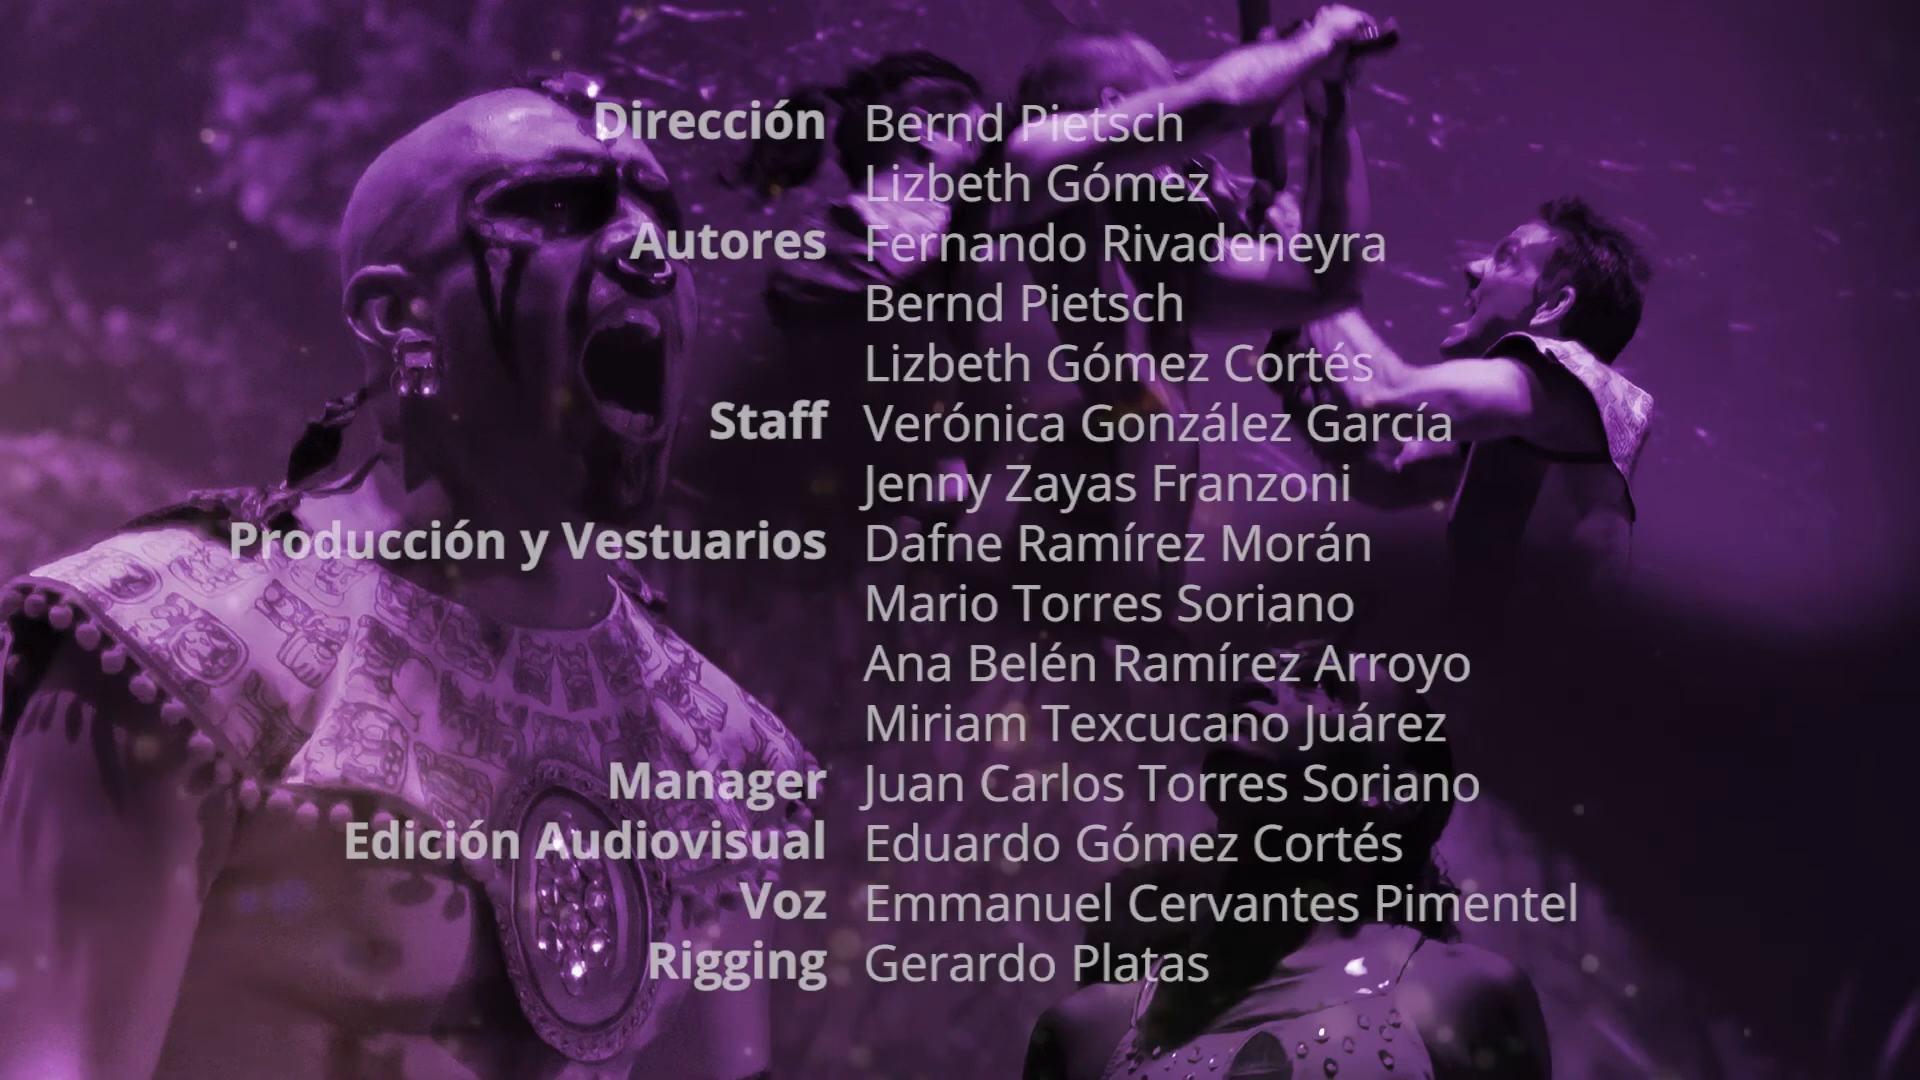 Dirección Bernd Pietsch
Lizbeth Gómez
Autores Fernando Rivadeneyra
Bernd Pietsch
Lizbeth Gómez Cortés
Staff Verónica González García
Jenny Zayas Franzoni
Producción y Vestuarios Dafne Ramírez Morán
Mario Torres Soriano
Ana Belén Ramírez Arroyo
Miriam Texcucano Juárez
Manager Juan Carlos Torres Soriano
Edición Audiovisual Eduardo Gómez Cortés
Voz Emmanuel Cervantes Pimentel
Rigging Gerardo Platas